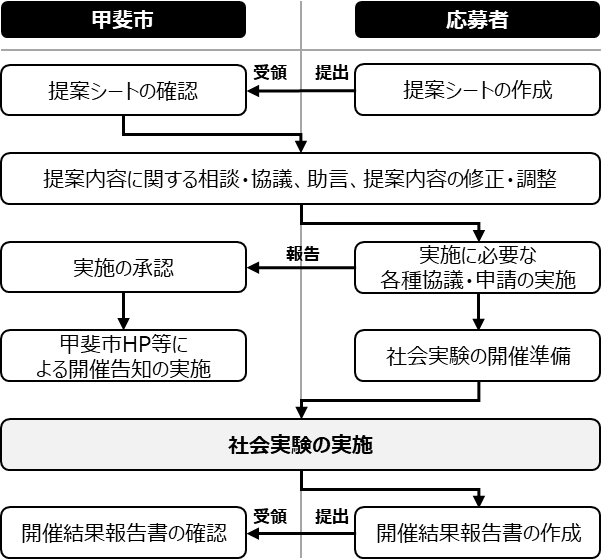 甲斐市
応募者
提案シートの確認
受領
提出
提案シートの作成
提案内容に関する相談・協議、助言、提案内容の修正・調整
実施の承認
報告
実施に必要な
各種協議・申請の実施
甲斐市HP等に
よる開催告知の実施
社会実験の開催準備
社会実験の実施
開催結果報告書の確認
受領
提出
開催結果報告書の作成